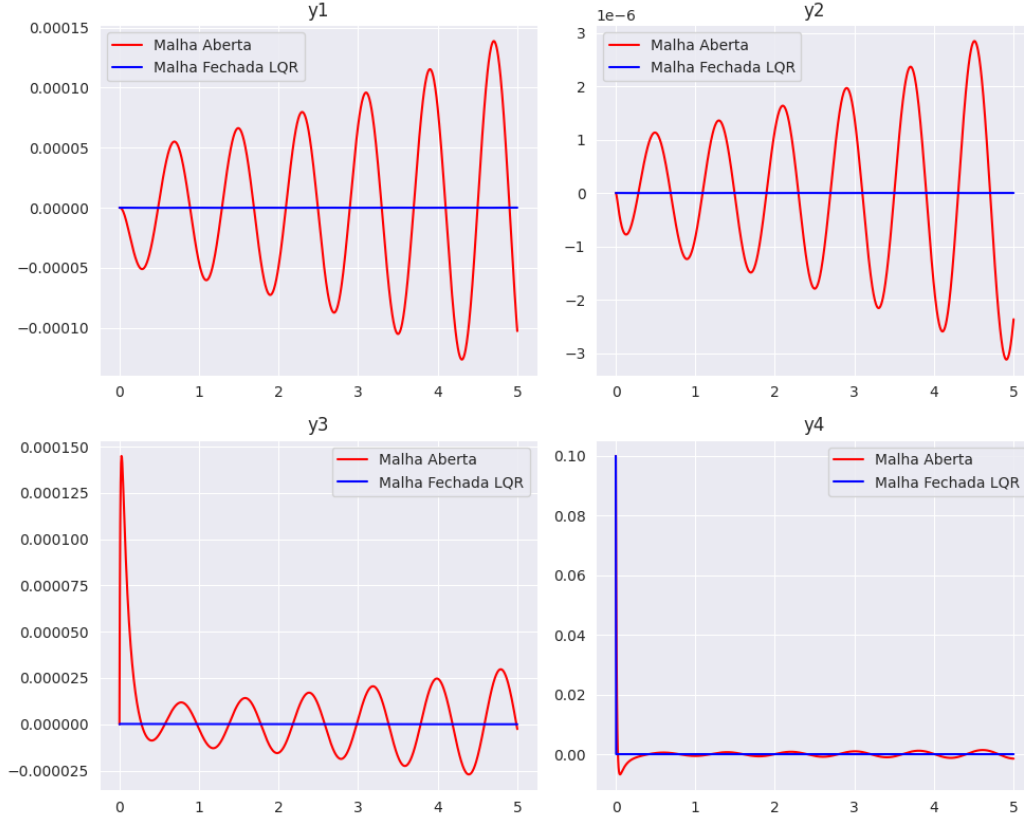 y1
0.00015
0.00010
0.00005
0.00000
−0.00005
−0.00010
Malha Aberta
Malha Fechada LQR
0 1 2 3 4 5
y2
1e−6
3
2
1
0
−1
−2
−3
Malha Aberta
Malha Fechada LQR
0 1 2 3 4 5
y3
0.000150
0.000125
0.000100
0.000075
0.000050
0.000025
0.000000
−0.000025
Malha Aberta
Malha Fechada LQR
0 1 2 3 4 5
y4
0.10
0.08
0.06
0.04
0.02
0.00
Malha Aberta
Malha Fechada LQR
0 1 2 3 4 5